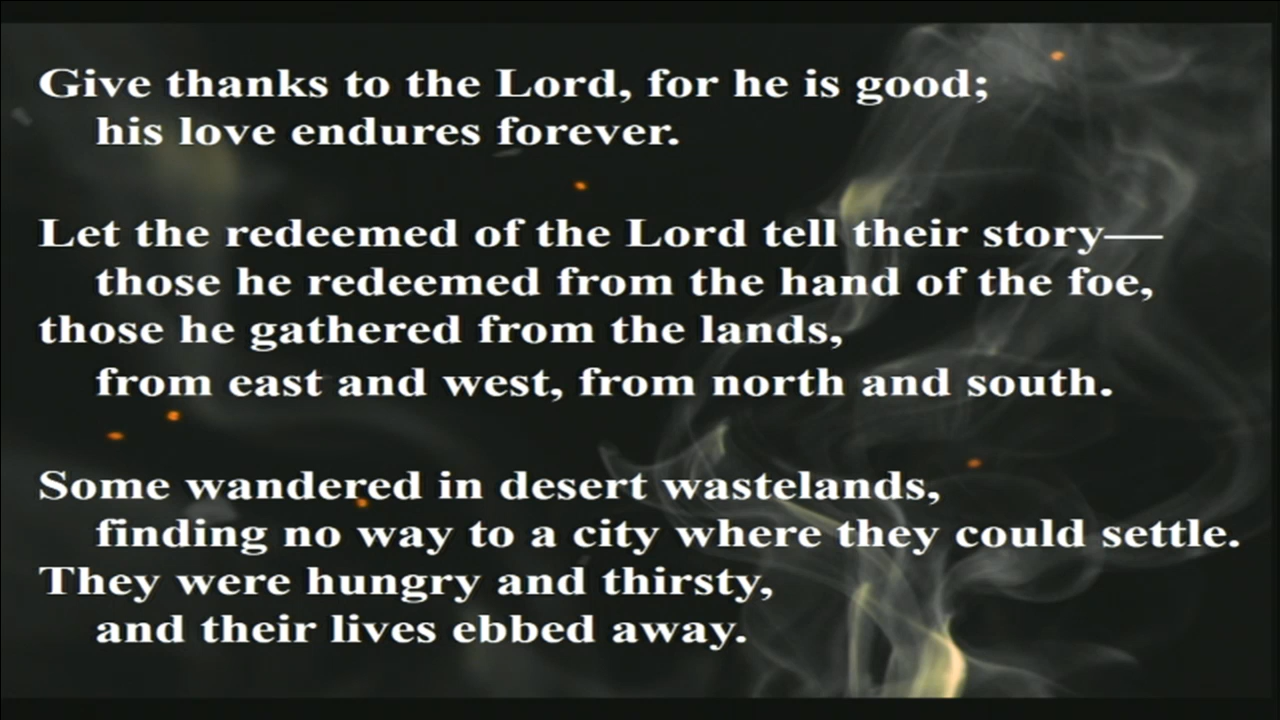 Give thanks to the Lord, for he is good;
his love endures forever.
Let the redeemed of the Lord tell their story—
those he redeemed from the hand of the foe,
those he gathered from the lands,
from east and west, from north and south.
Some wandered in desert wastelands,
finding no way to a city where they could settle.
They were hungry and thirsty,
and their lives ebbed away.